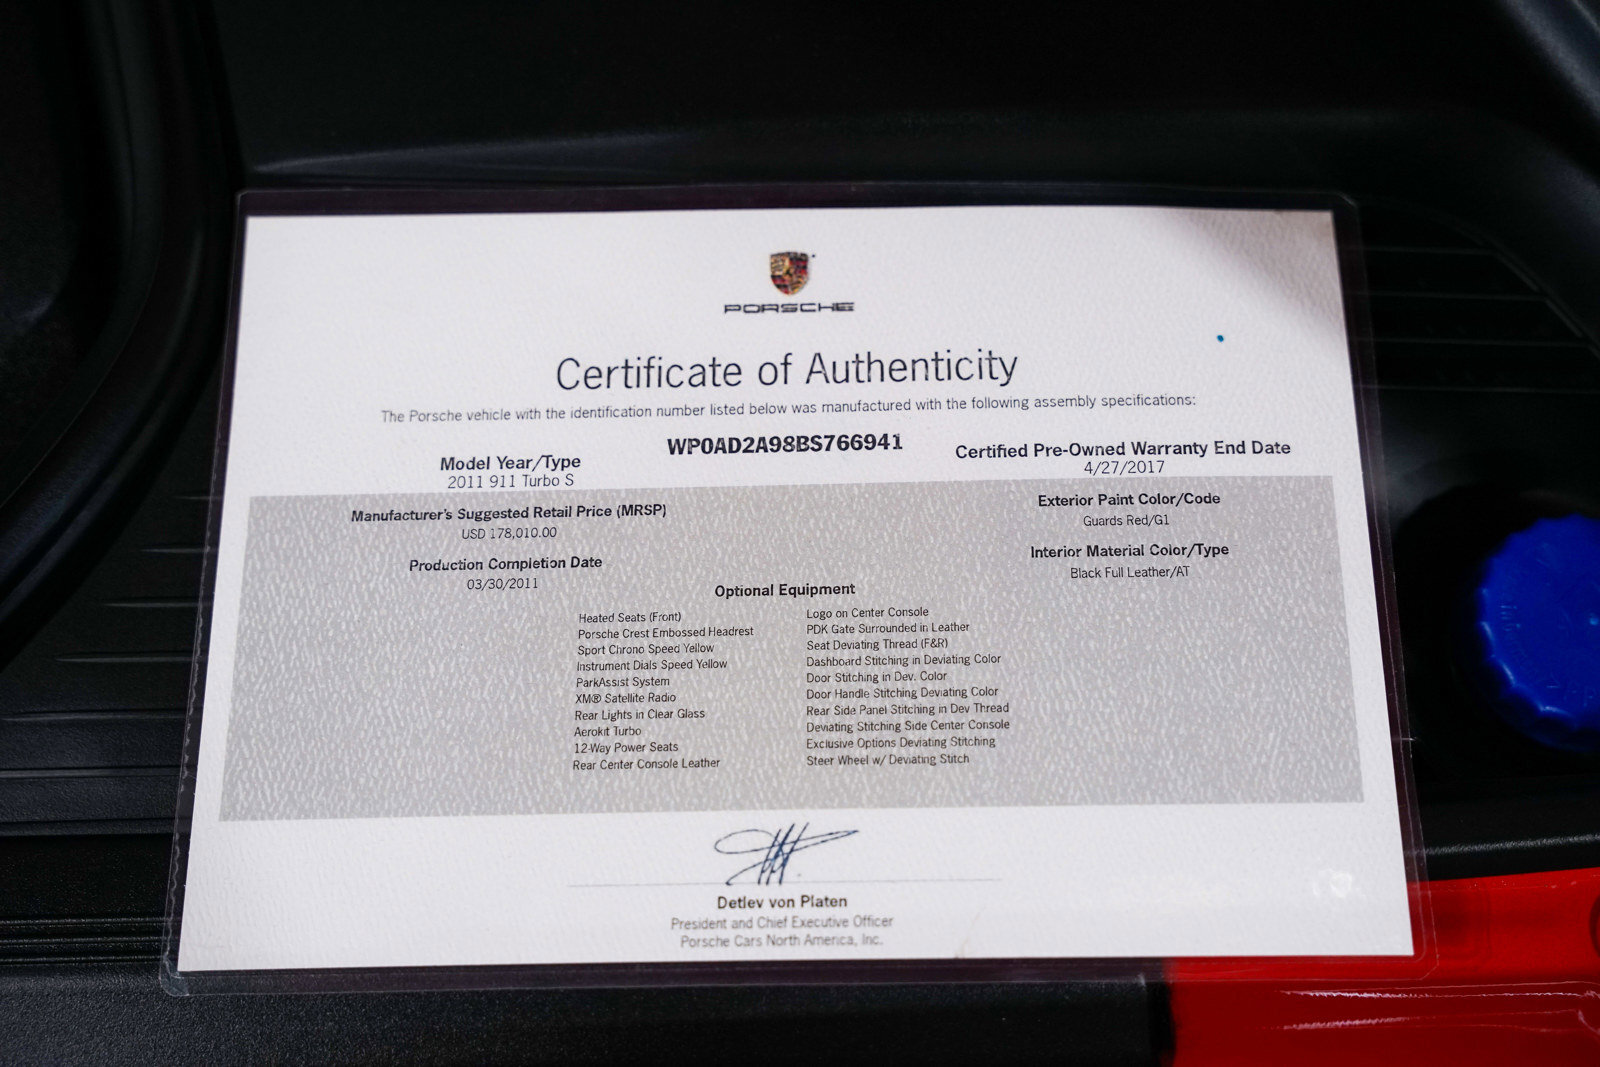 PORSCHE
Certificate of Authenticity
The Porsche vehicle with the identification number listed below was manufactured with the following assembly specifications:
WP0AD2A98BS766941
Model Year/Type
2011 911 Turbo S
Certified Pre-Owned Warranty End Date
4/27/2017
Manufacturer's Suggested Retail Price (MRSP)
USD 178,010.00
Exterior Paint Color/Code
Guards Red/G1
Production Completion Date
03/30/2011
Interior Material Color/Type
Black Full Leather/AT
Optional Equipment
Heated Seats (Front)
Porsche Crest Embossed Headrest
Sport Chrono Speed Yellow
Instrument Dials Speed Yellow
ParkAssist System
XM® Satellite Radio
Rear Lights in Clear Glass
Aerokit Turbo
12-Way Power Seats
Rear Center Console Leather
Logo on Center Console
PDK Gate Surrounded in Leather
Seat Deviating Thread (F&R)
Dashboard Stitching in Deviating Color
Door Stitching in Dev. Color
Door Handle Stitching Deviating Color
Rear Side Panel Stitching in Dev Thread
Deviating Stitching Side Center Console
Exclusive Options Deviating Stitching
Steer Wheel w/ Deviating Stitch
Detlev von Platen
President and Chief Executive Officer
Porsche Cars North America, Inc.